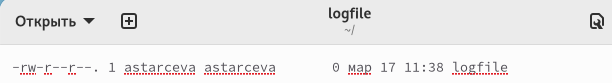 Открыть
logfile
~/
-rw-r--r--. 1 astarceva astarceva 0 мар 17 11:38 logfile